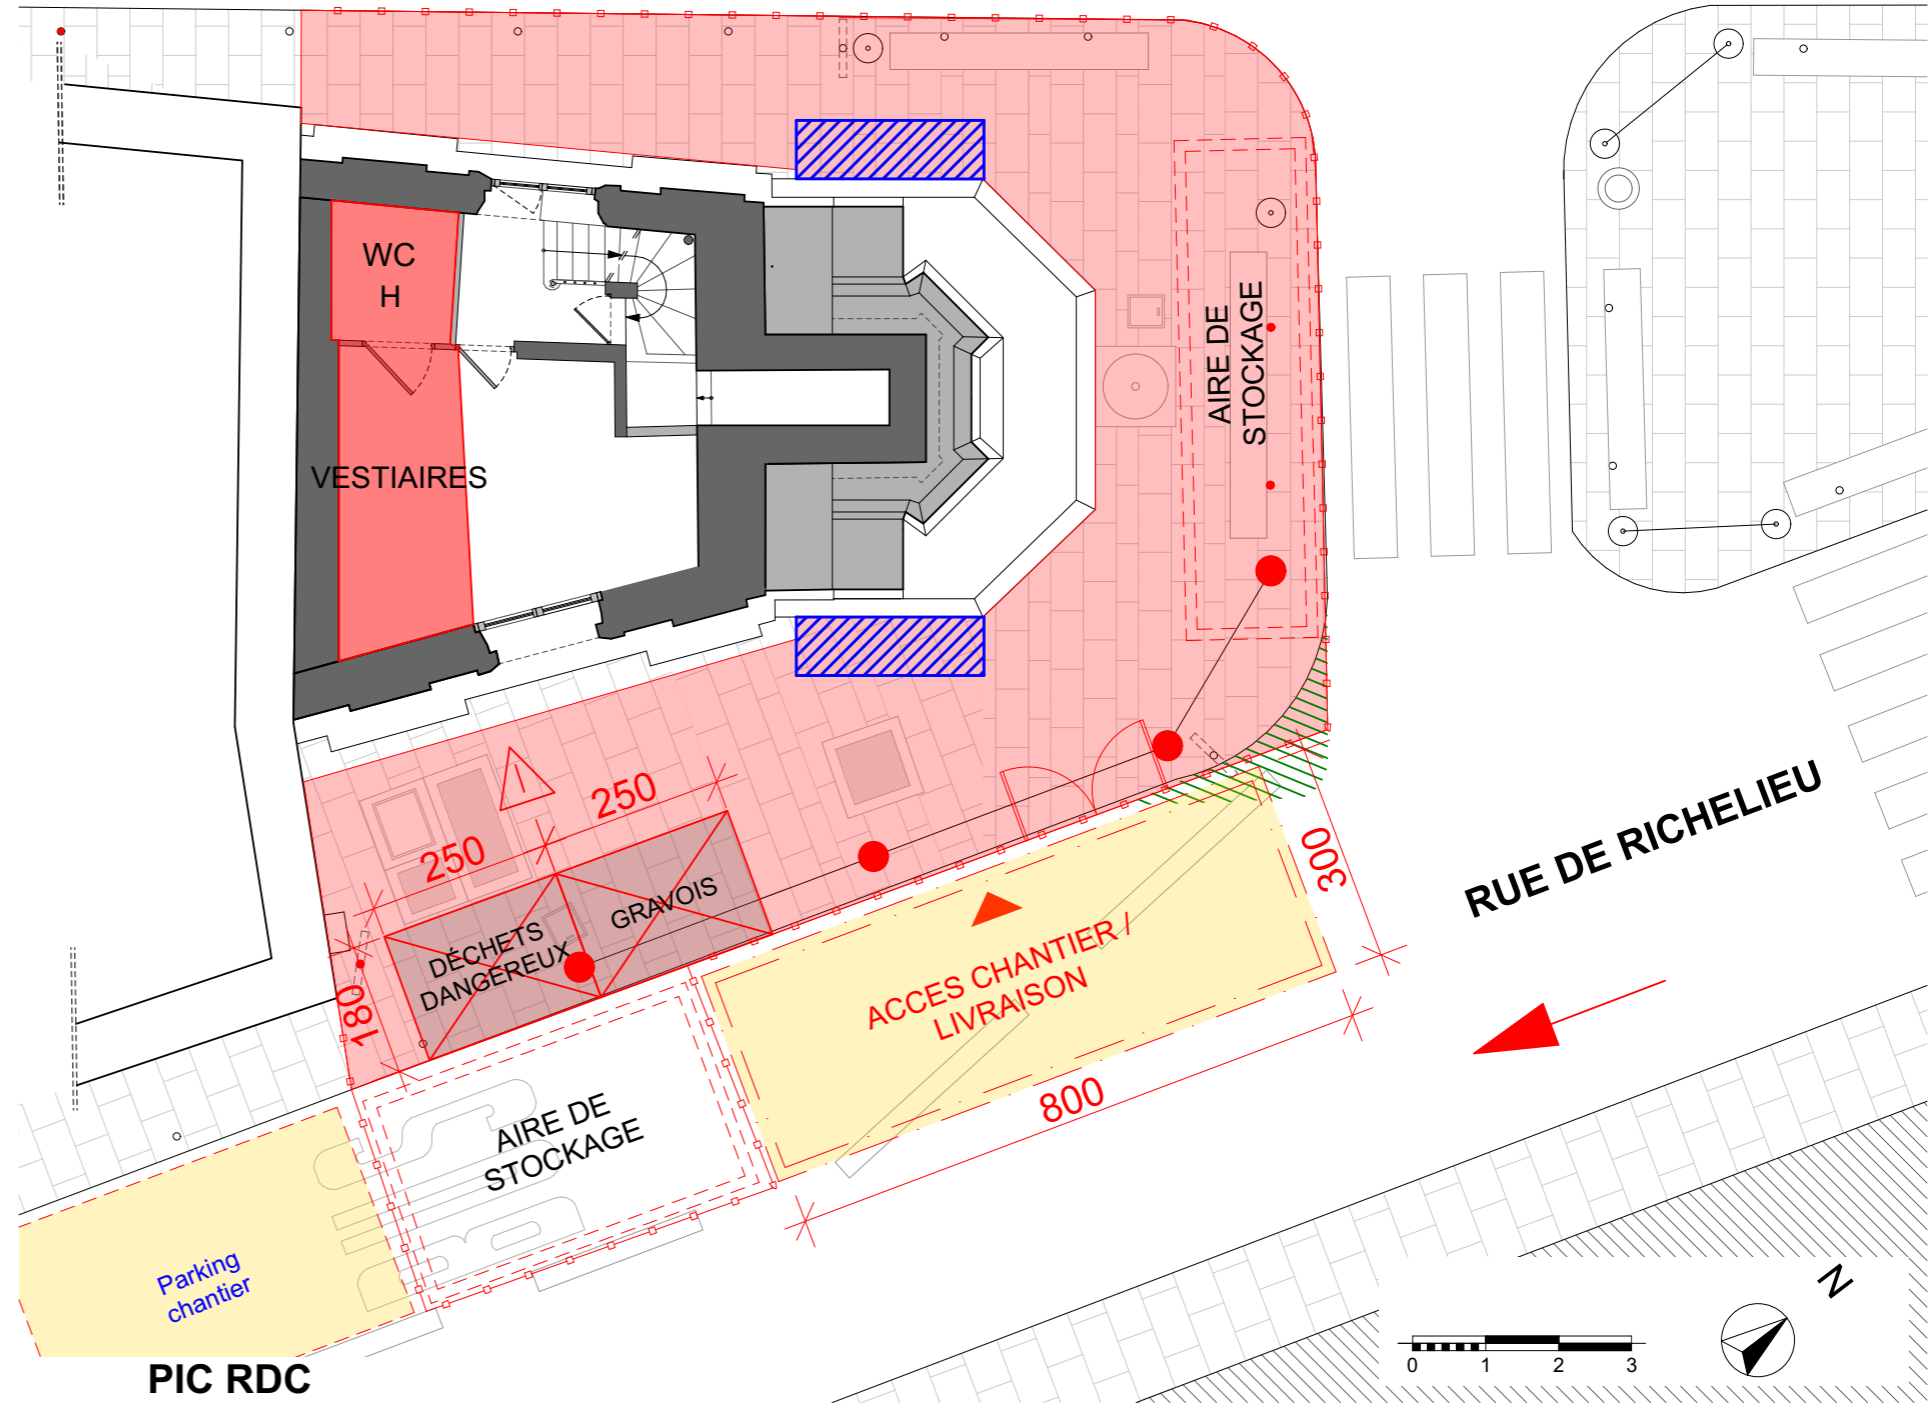 WC
H
VESTIAIRES
AIRE DE
STOCKAGE
250
250
180
DÉCHETS
DANGEREUX
GRAVOIS
300
ACCES CHANTIER /
LIVRAISON
800
RUE DE RICHELIEU
AIRE DE
STOCKAGE
BUS
Parking
chantier
N
0 1 2 3
PIC RDC